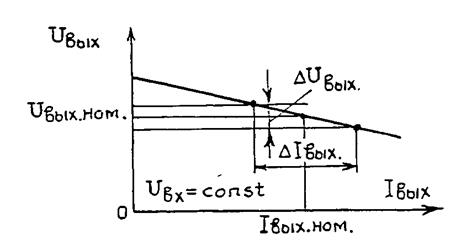 Uвых
ΔUвых.
Uвых.ном.
ΔIвых.
Uвх=const
Iвых
0
Iвых.ном.